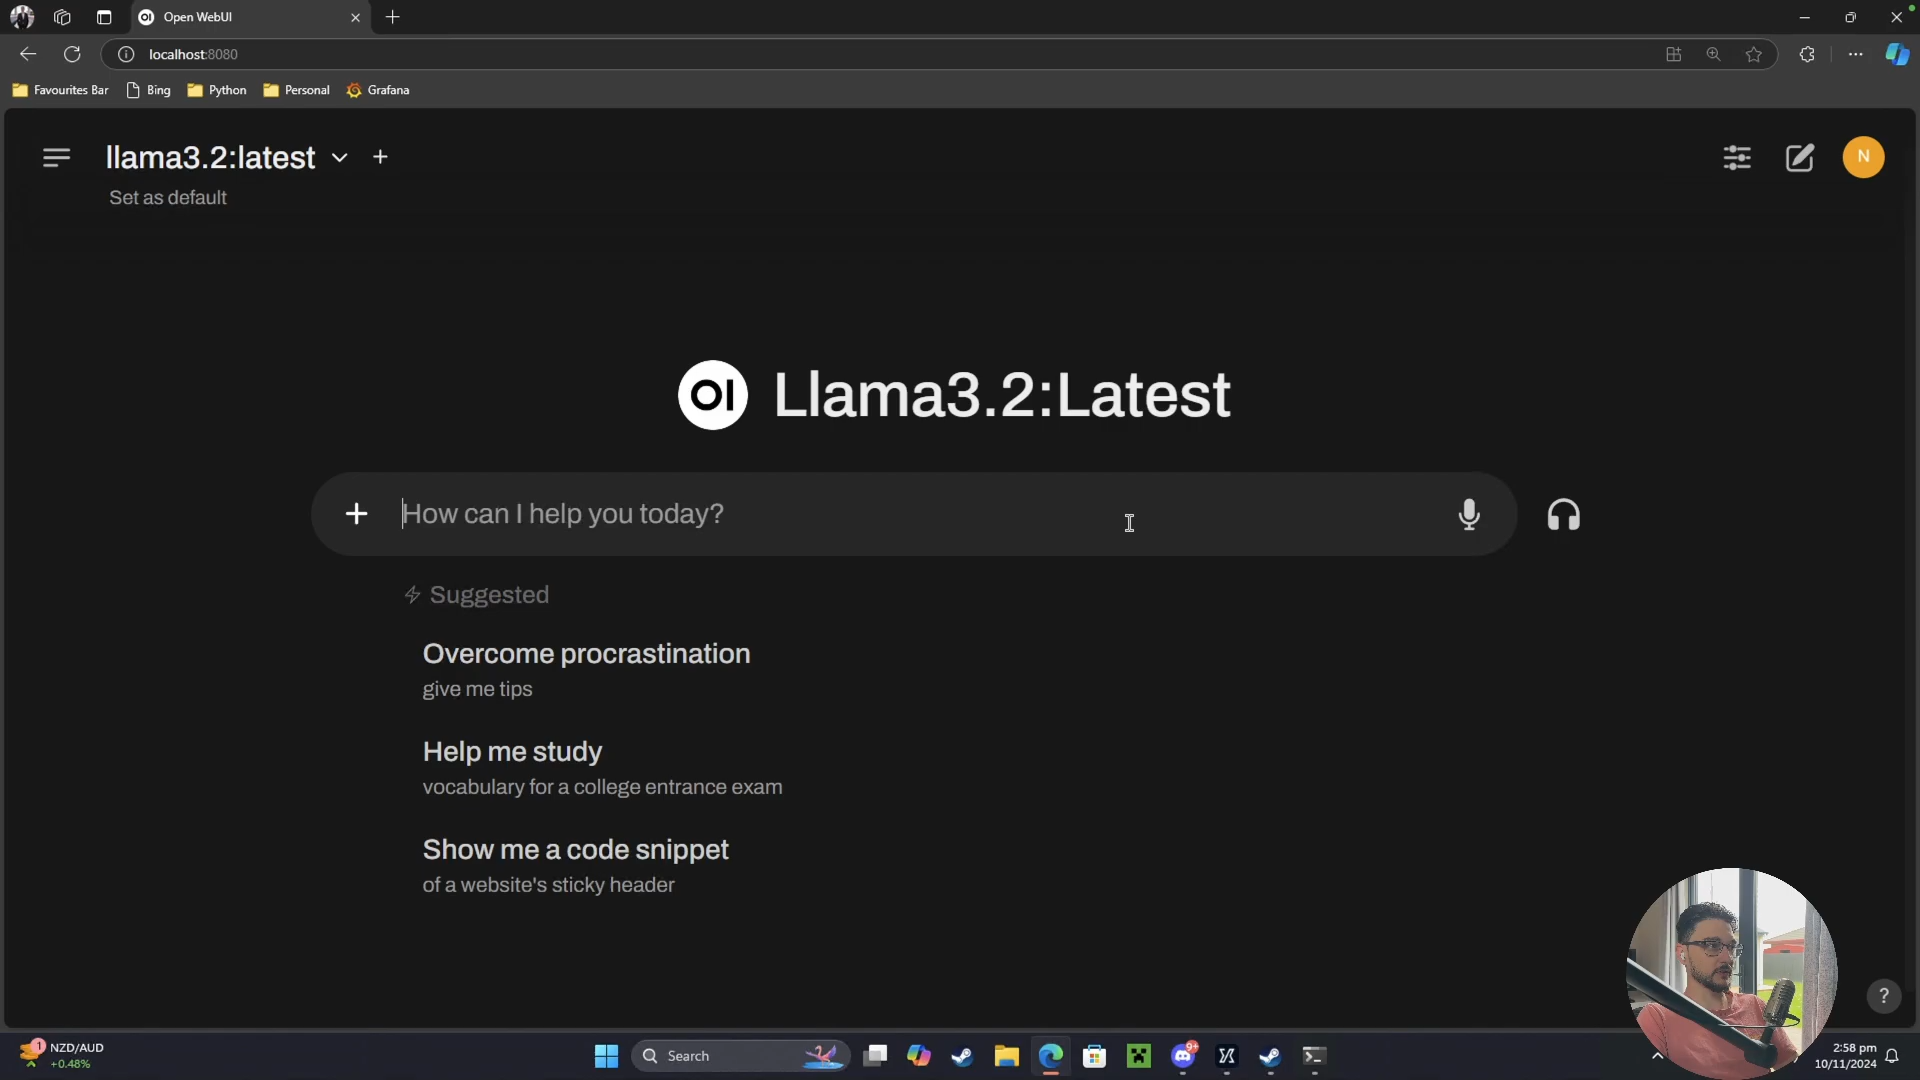 Open WebUI
localhost:8080
Favourites Bar
Bing
Python
Personal
Grafana
llama3.2:latest
Set as default
N
OI
Llama3.2:Latest
How can I help you today?
Suggested
Overcome procrastination
give me tips
Help me study
vocabulary for a college entrance exam
Show me a code snippet
of a website's sticky header
?
1
NZD/AUD
+0.48%
Search
9+
2:58 pm
10/11/2024